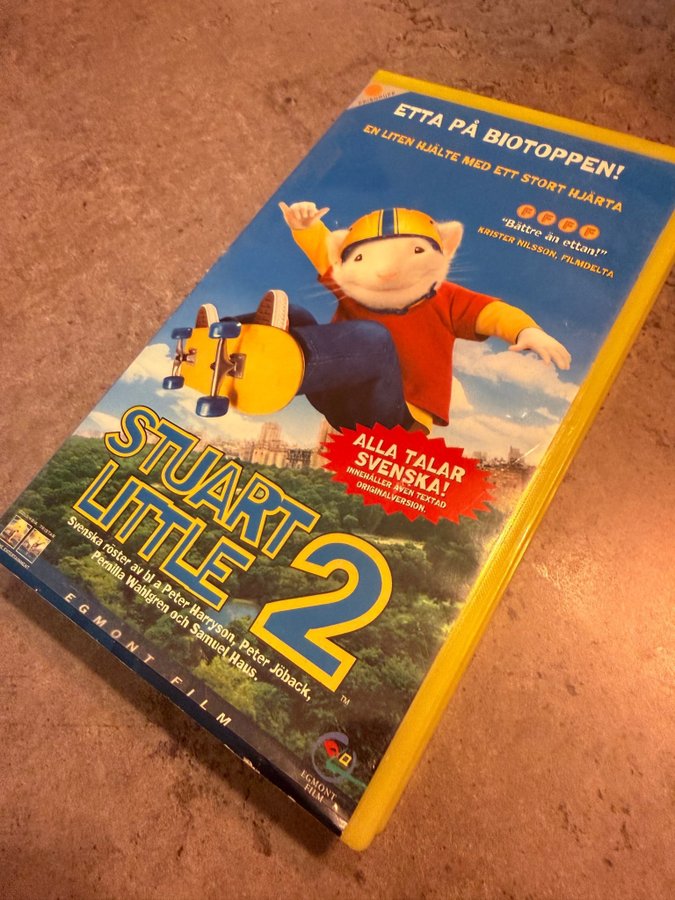 ETTA PÅ BIOTOPPEN!
EN LITEN HJÄLTE MED ETT STORT HJÄRTA
F F F F
"Bättre än ettan!"
KRISTER NILSSON, FILMDELTA
ALLA TALAR
SVENSKA!
INNEHÅLLER ÄVEN TEXTAD
ORIGINALVERSION.
STUART
LITTLE 2
™
Svenska röster av bl a Peter Harryson, Peter Jöback,
Pernilla Wahlgren och Samuel Haus.
EGMONT FILM
EGMONT
FILM